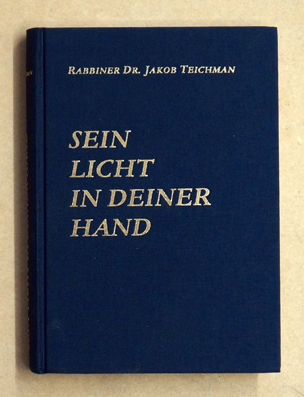 RABBINER DR. JAKOB TEICHMAN
SEIN
LICHT
IN DEINER
HAND